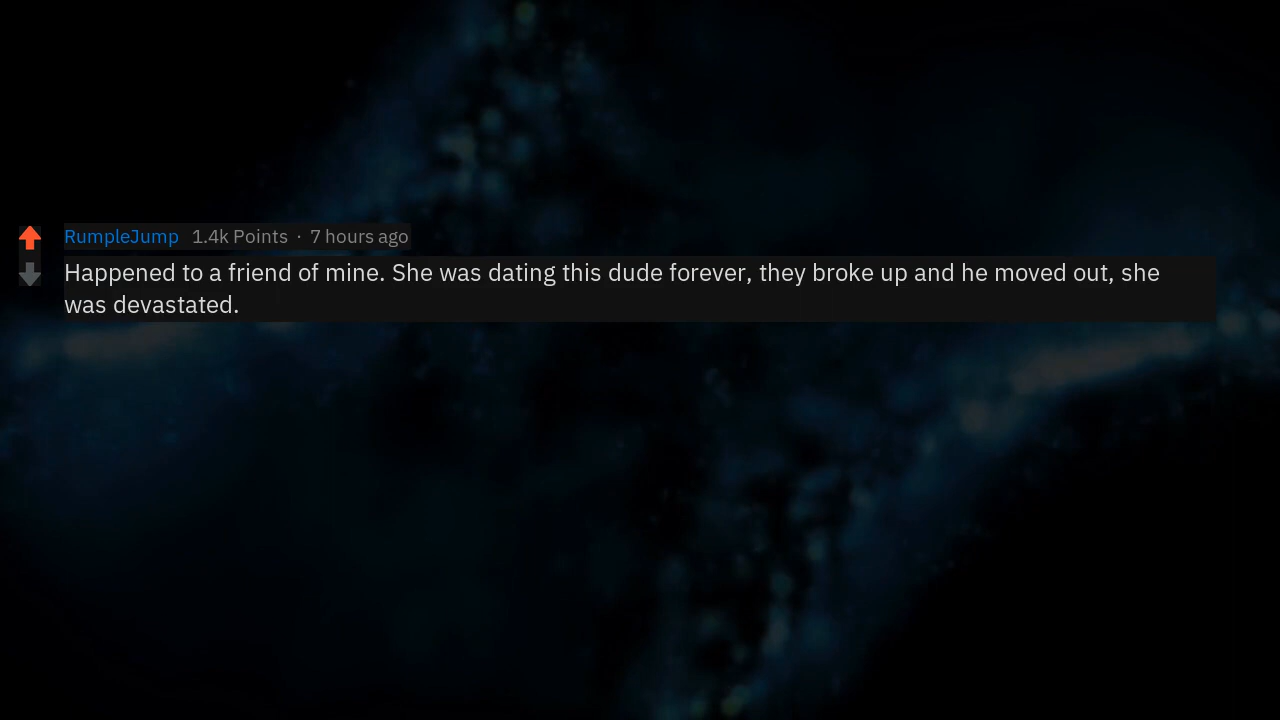 RumpleJump 1.4k Points · 7 hours ago
Happened to a friend of mine. She was dating this dude forever, they broke up and he moved out, she
was devastated.